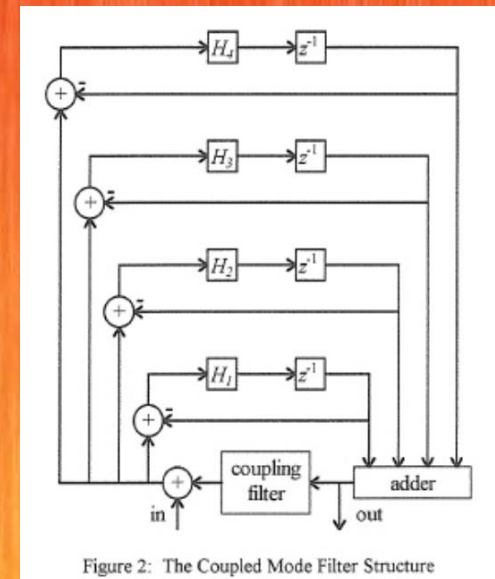 H4 z-1
-
+
H3 z-1
-
+
H2 z-1
-
+
H1 z-1
-
+
coupling
filter
adder
+
in
out
Figure 2: The Coupled Mode Filter Structure